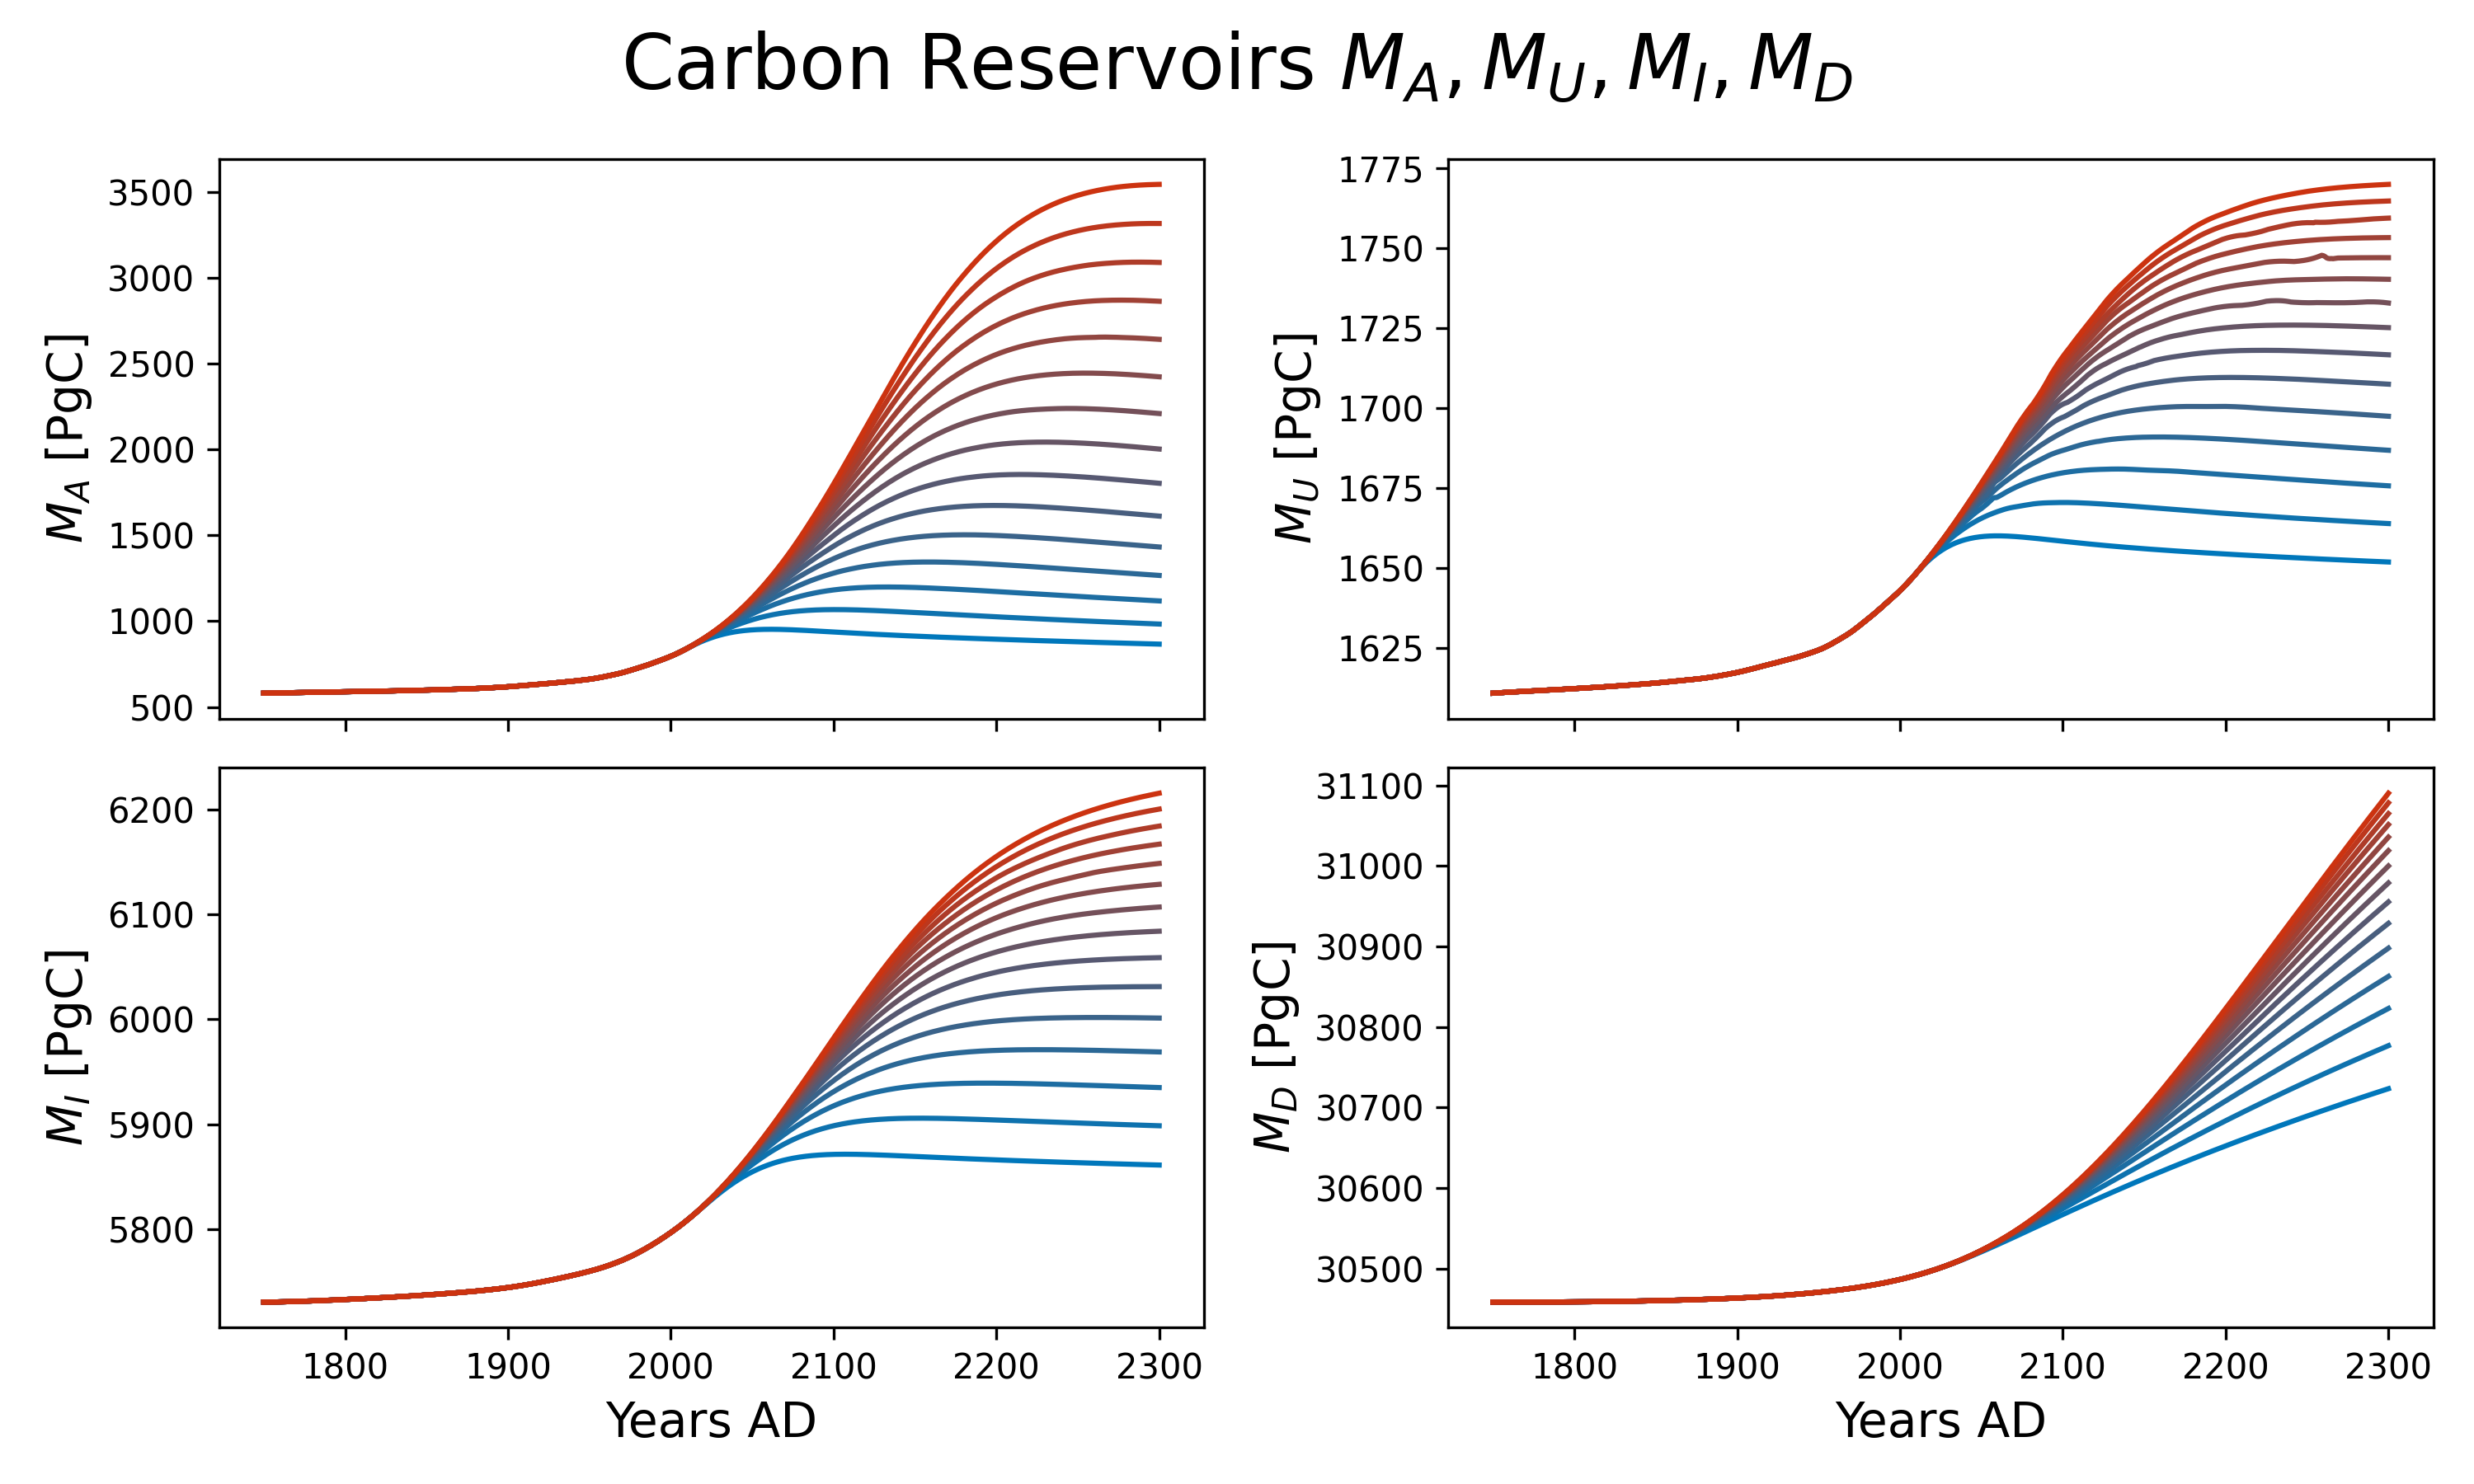 Carbon Reservoirs M_A, M_U, M_I, M_D
M_A [PgC]
3500
3000
2500
2000
1500
1000
500
M_U [PgC]
1775
1750
1725
1700
1675
1650
1625
M_I [PgC]
6200
6100
6000
5900
5800
1800 1900 2000 2100 2200 2300
Years AD
M_D [PgC]
31100
31000
30900
30800
30700
30600
30500
1800 1900 2000 2100 2200 2300
Years AD